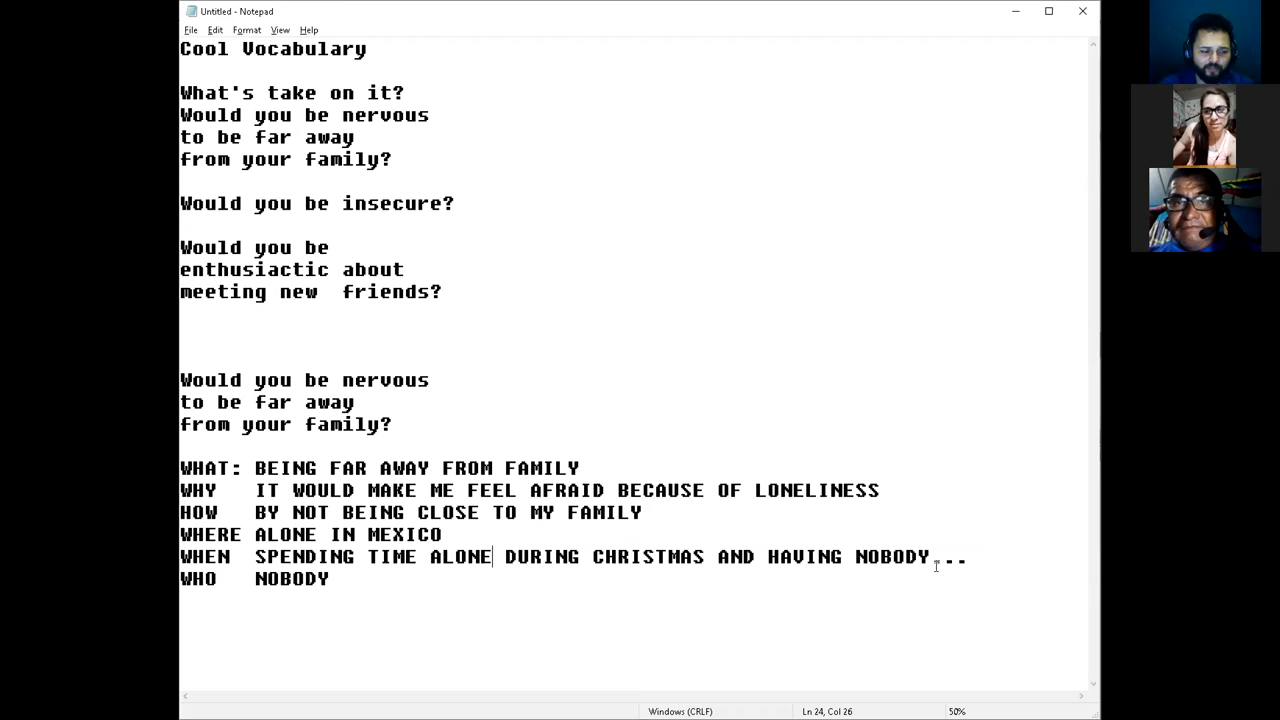 Untitled - Notepad
File Edit Format View Help
Cool Vocabulary
What's take on it?
Would you be nervous
to be far away
from your family?
Would you be insecure?
Would you be
enthusiactic about
meeting new  friends?
Would you be nervous
to be far away
from your family?
WHAT: BEING FAR AWAY FROM FAMILY
WHY   IT WOULD MAKE ME FEEL AFRAID BECAUSE OF LONELINESS
HOW   BY NOT BEING CLOSE TO MY FAMILY
WHERE ALONE IN MEXICO
WHEN  SPENDING TIME ALONE DURING CHRISTMAS AND HAVING NOBODY...
WHO   NOBODY
Windows (CRLF) Ln 24, Col 26 50%